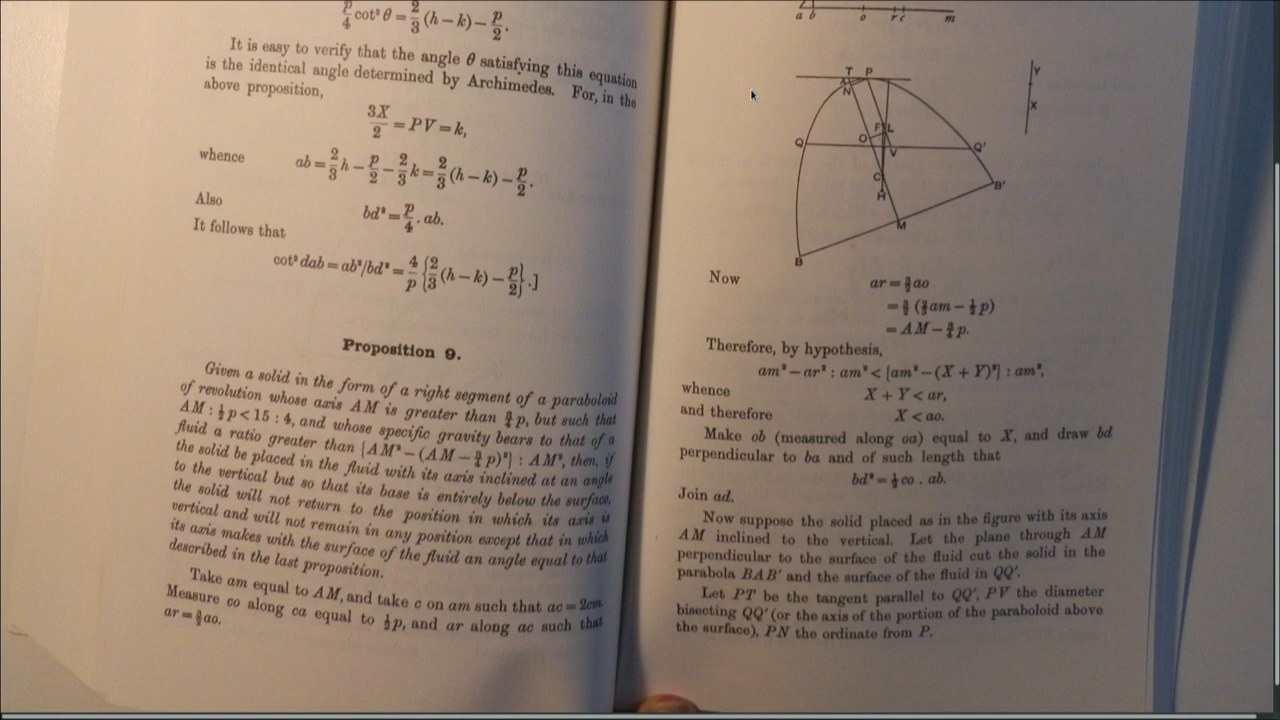 p/4 cot² θ = 2/3 (h − k) − p/2.
It is easy to verify that the angle θ satisfying this equation
is the identical angle determined by Archimedes. For, in the
above proposition,
3X/2 = PV = k,
whence ab = 2/3 h − p/2 − 2/3 k = 2/3 (h − k) − p/2.
Also
bd² = p/4 . ab.
It follows that
cot² dab = ab²/bd² = 4/p {2/3 (h − k) − p/2}.]
Proposition 9.
Given a solid in the form of a right segment of a paraboloid
of revolution whose axis AM is greater than ¾p, but such that
AM : ½p < 15 : 4, and whose specific gravity bears to that of a
fluid a ratio greater than {AM² − (AM − ¾p)²} : AM², then, if
the solid be placed in the fluid with its axis inclined at an angle
to the vertical but so that its base is entirely below the surface,
the solid will not return to the position in which its axis is
vertical and will not remain in any position except that in which
its axis makes with the surface of the fluid an angle equal to that
described in the last proposition.
Take am equal to AM, and take c on am such that ac = 2cm.
Measure co along ca equal to ½p, and ar along ac such that
ar = 3/2 ao.
a b o r c m
T P
N
Y
X
F L
O
Q V Q'
C
B'
H
M
B
Now ar = 3/2 ao
= 3/2 (2/3 am − ½p)
= AM − ¾p.
Therefore, by hypothesis,
am² − ar² : am² < {am² − (X + Y)²} : am²,
whence X + Y < ar,
and therefore X < ao.
Make ob (measured along oa) equal to X, and draw bd
perpendicular to ba and of such length that
bd² = ½ co . ab.
Join ad.
Now suppose the solid placed as in the figure with its axis
AM inclined to the vertical. Let the plane through AM
perpendicular to the surface of the fluid cut the solid in the
parabola BAB' and the surface of the fluid in QQ'.
Let PT be the tangent parallel to QQ', PV the diameter
bisecting QQ' (or the axis of the portion of the paraboloid above
the surface), PN the ordinate from P.